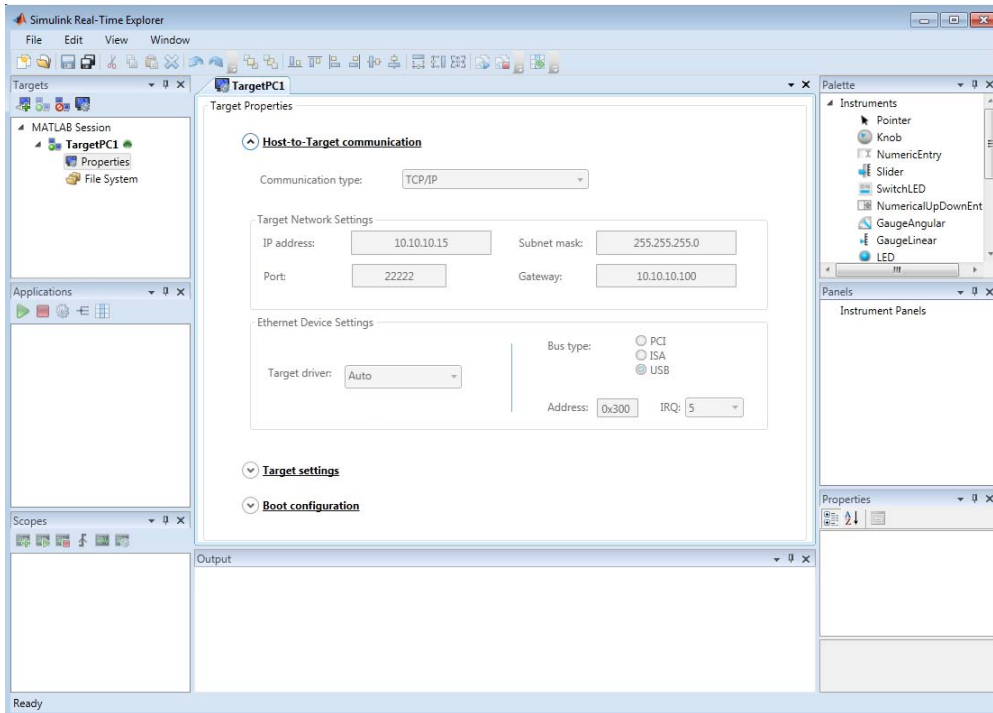 Simulink Real-Time Explorer
File Edit View Window
Targets
MATLAB Session
TargetPC1
Properties
File System
Applications
Scopes
TargetPC1
Target Properties
Host-to-Target communication
Communication type: TCP/IP
Target Network Settings
IP address: 10.10.10.15 Subnet mask: 255.255.255.0
Port: 22222 Gateway: 10.10.10.100
Ethernet Device Settings
Target driver: Auto
Bus type:
PCI
ISA
USB
Address: 0x300 IRQ: 5
Target settings
Boot configuration
Output
Palette
Instruments
Pointer
Knob
NumericEntry
Slider
SwitchLED
NumericalUpDownEnt
GaugeAngular
GaugeLinear
LED
Panels
Instrument Panels
Properties
Ready